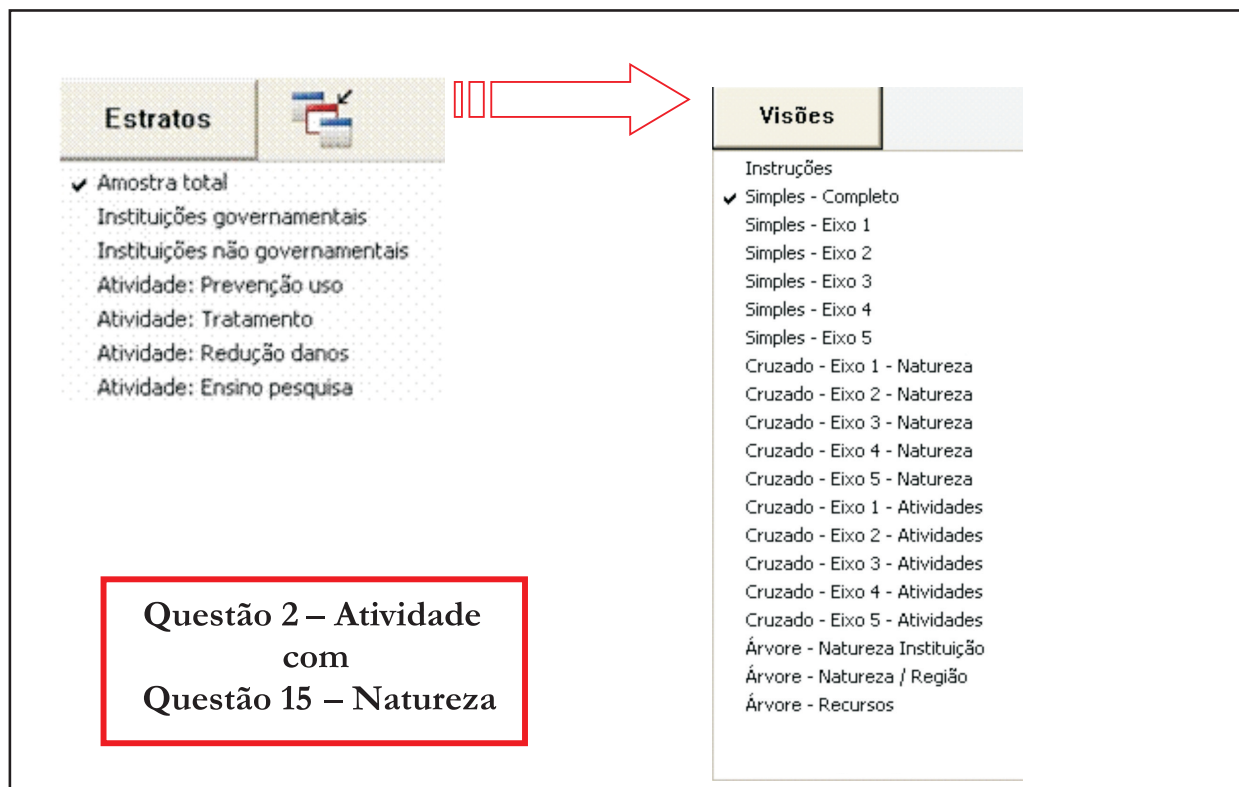 Estratos
Amostra total
Instituições governamentais
Instituições não governamentais
Atividade: Prevenção uso
Atividade: Tratamento
Atividade: Redução danos
Atividade: Ensino pesquisa
Questão 2 – Atividade
com
Questão 15 – Natureza
Visões
Instruções
Simples - Completo
Simples - Eixo 1
Simples - Eixo 2
Simples - Eixo 3
Simples - Eixo 4
Simples - Eixo 5
Cruzado - Eixo 1 - Natureza
Cruzado - Eixo 2 - Natureza
Cruzado - Eixo 3 - Natureza
Cruzado - Eixo 4 - Natureza
Cruzado - Eixo 5 - Natureza
Cruzado - Eixo 1 - Atividades
Cruzado - Eixo 2 - Atividades
Cruzado - Eixo 3 - Atividades
Cruzado - Eixo 4 - Atividades
Cruzado - Eixo 5 - Atividades
Árvore - Natureza Instituição
Árvore - Natureza / Região
Árvore - Recursos